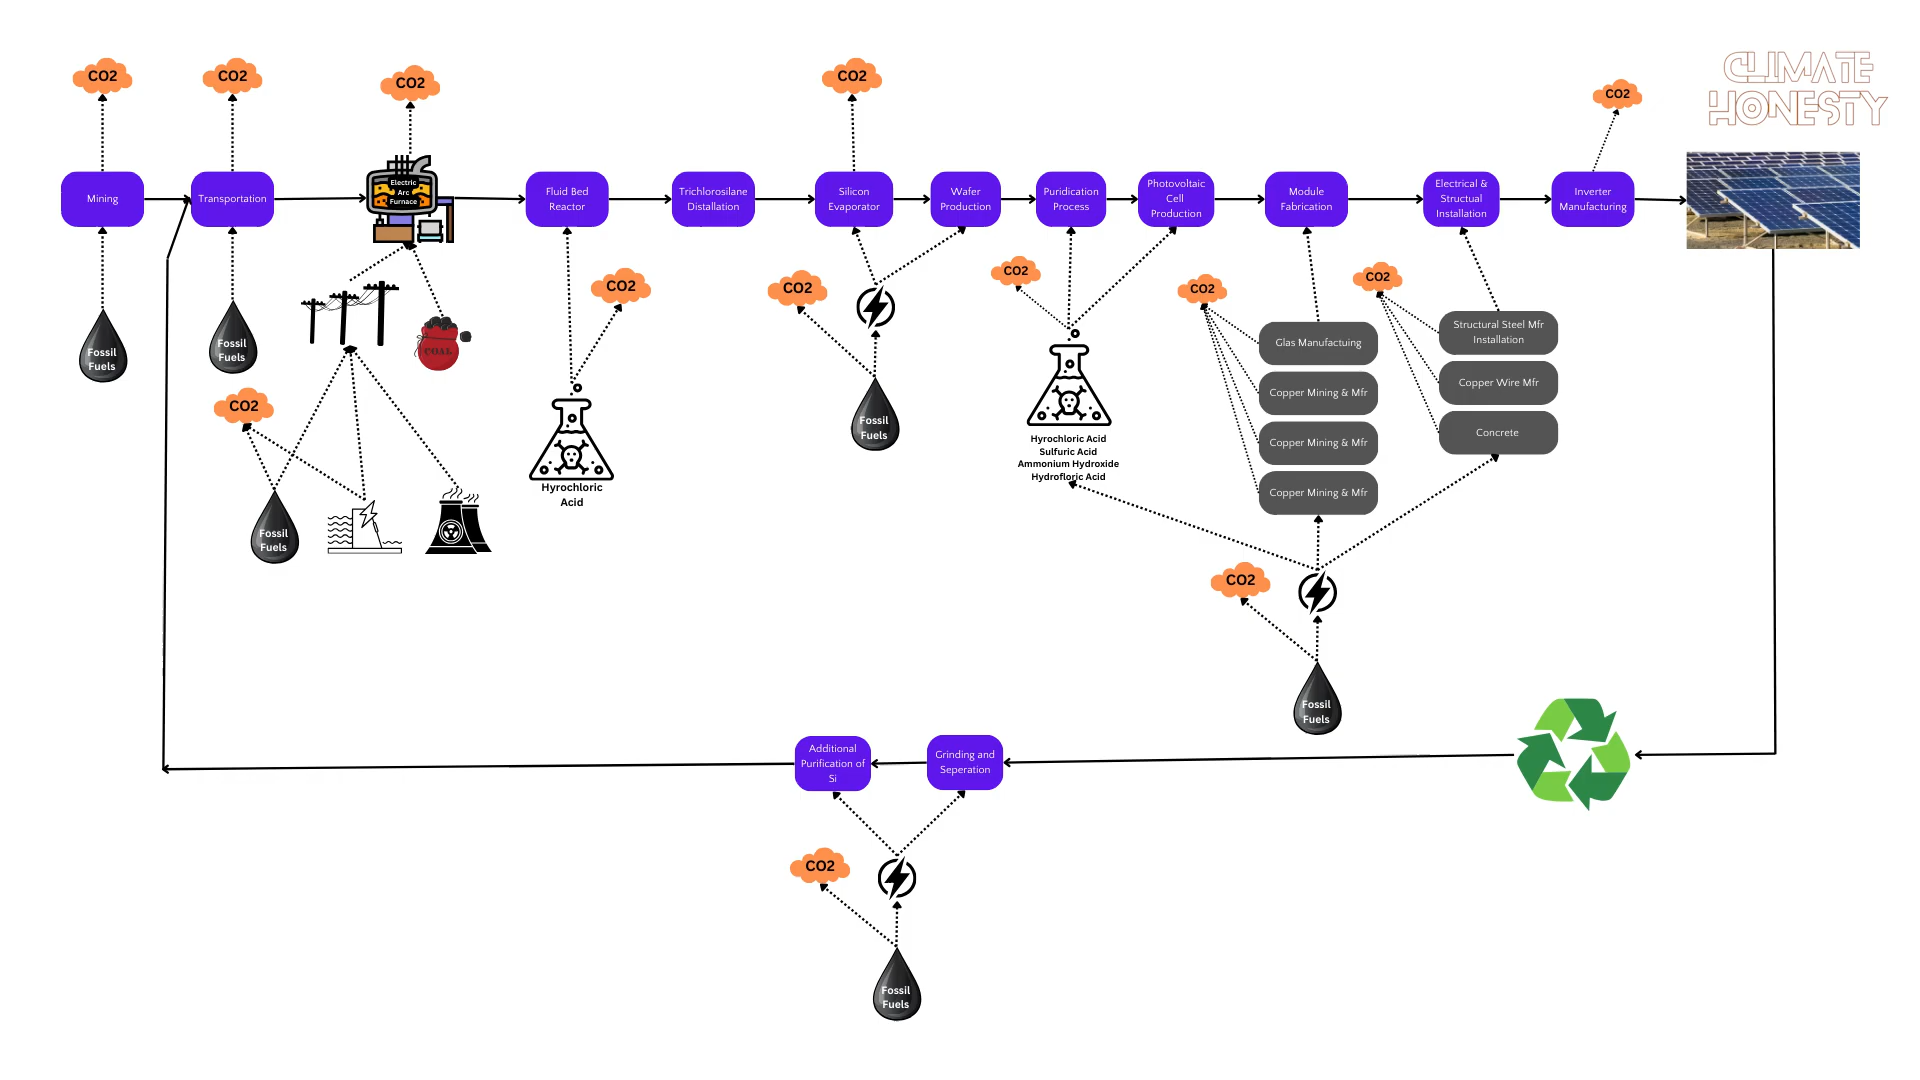 CLIMATE
HONESTY
CO2
CO2
CO2
CO2
CO2
Mining
Transportation
Electric
Arc
Furnace
Fluid Bed
Reactor
Trichlorosilane
Distallation
Silicon
Evaporator
Wafer
Production
Puridication
Process
Photovoltaic
Cell
Production
Module
Fabrication
Electrical &
Structual
Installation
Inverter
Manufacturing
CO2
CO2
CO2
CO2
CO2
Fossil
Fuels
Fossil
Fuels
COAL
CO2
Fossil
Fuels
Hyrochloric
Acid
Fossil
Fuels
Hyrochloric Acid
Sulfuric Acid
Ammonium Hydroxide
Hydrofloric Acid
Glas Manufactuing
Copper Mining & Mfr
Copper Mining & Mfr
Copper Mining & Mfr
Structural Steel Mfr
Installation
Copper Wire Mfr
Concrete
CO2
Fossil
Fuels
Additional
Purification of
Si
Grinding and
Seperation
CO2
Fossil
Fuels